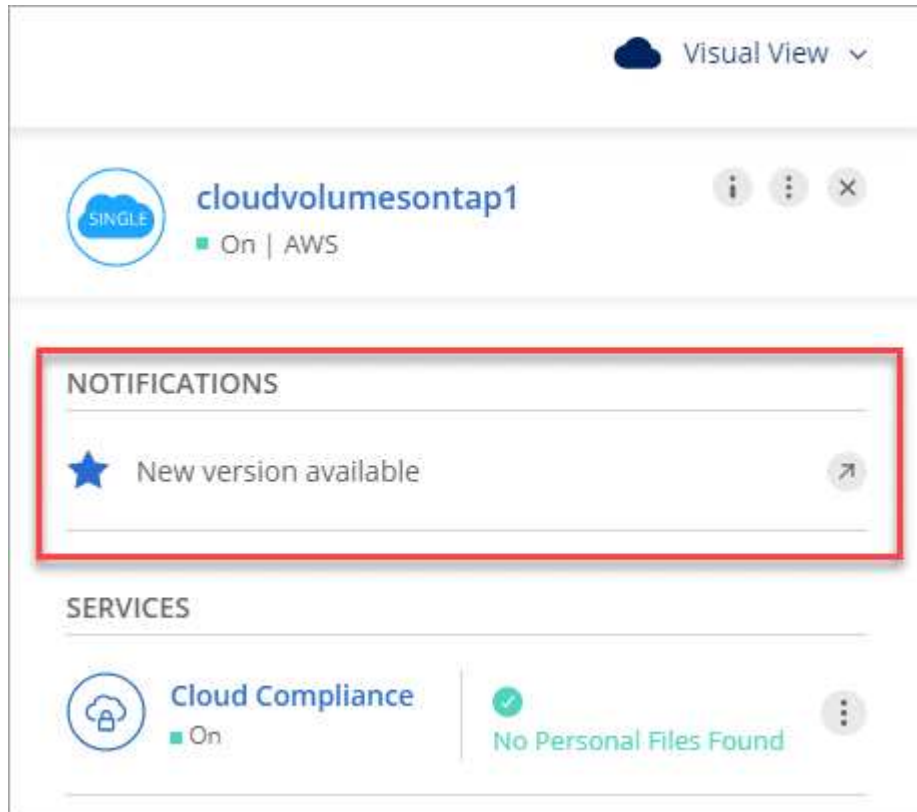 Visual View
SINGLE
cloudvolumesontap1
On | AWS
NOTIFICATIONS
New version available
SERVICES
Cloud Compliance
On
No Personal Files Found